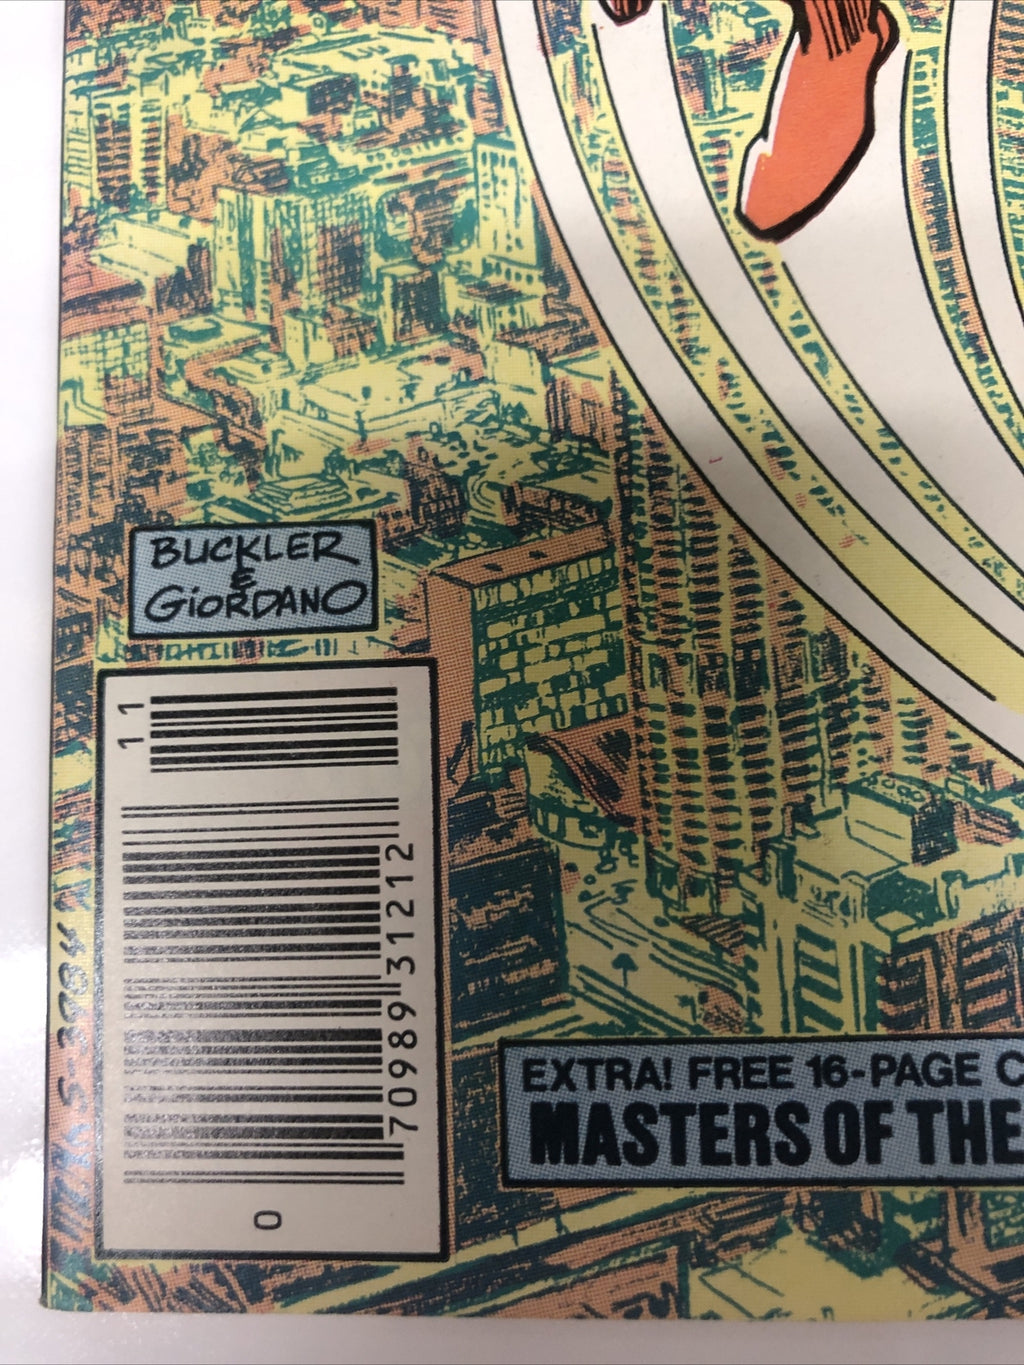 BUCKLER
&
GiORDANO
11
70989 31212
0
EXTRA! FREE 16-PAGE C
MASTERS OF THE